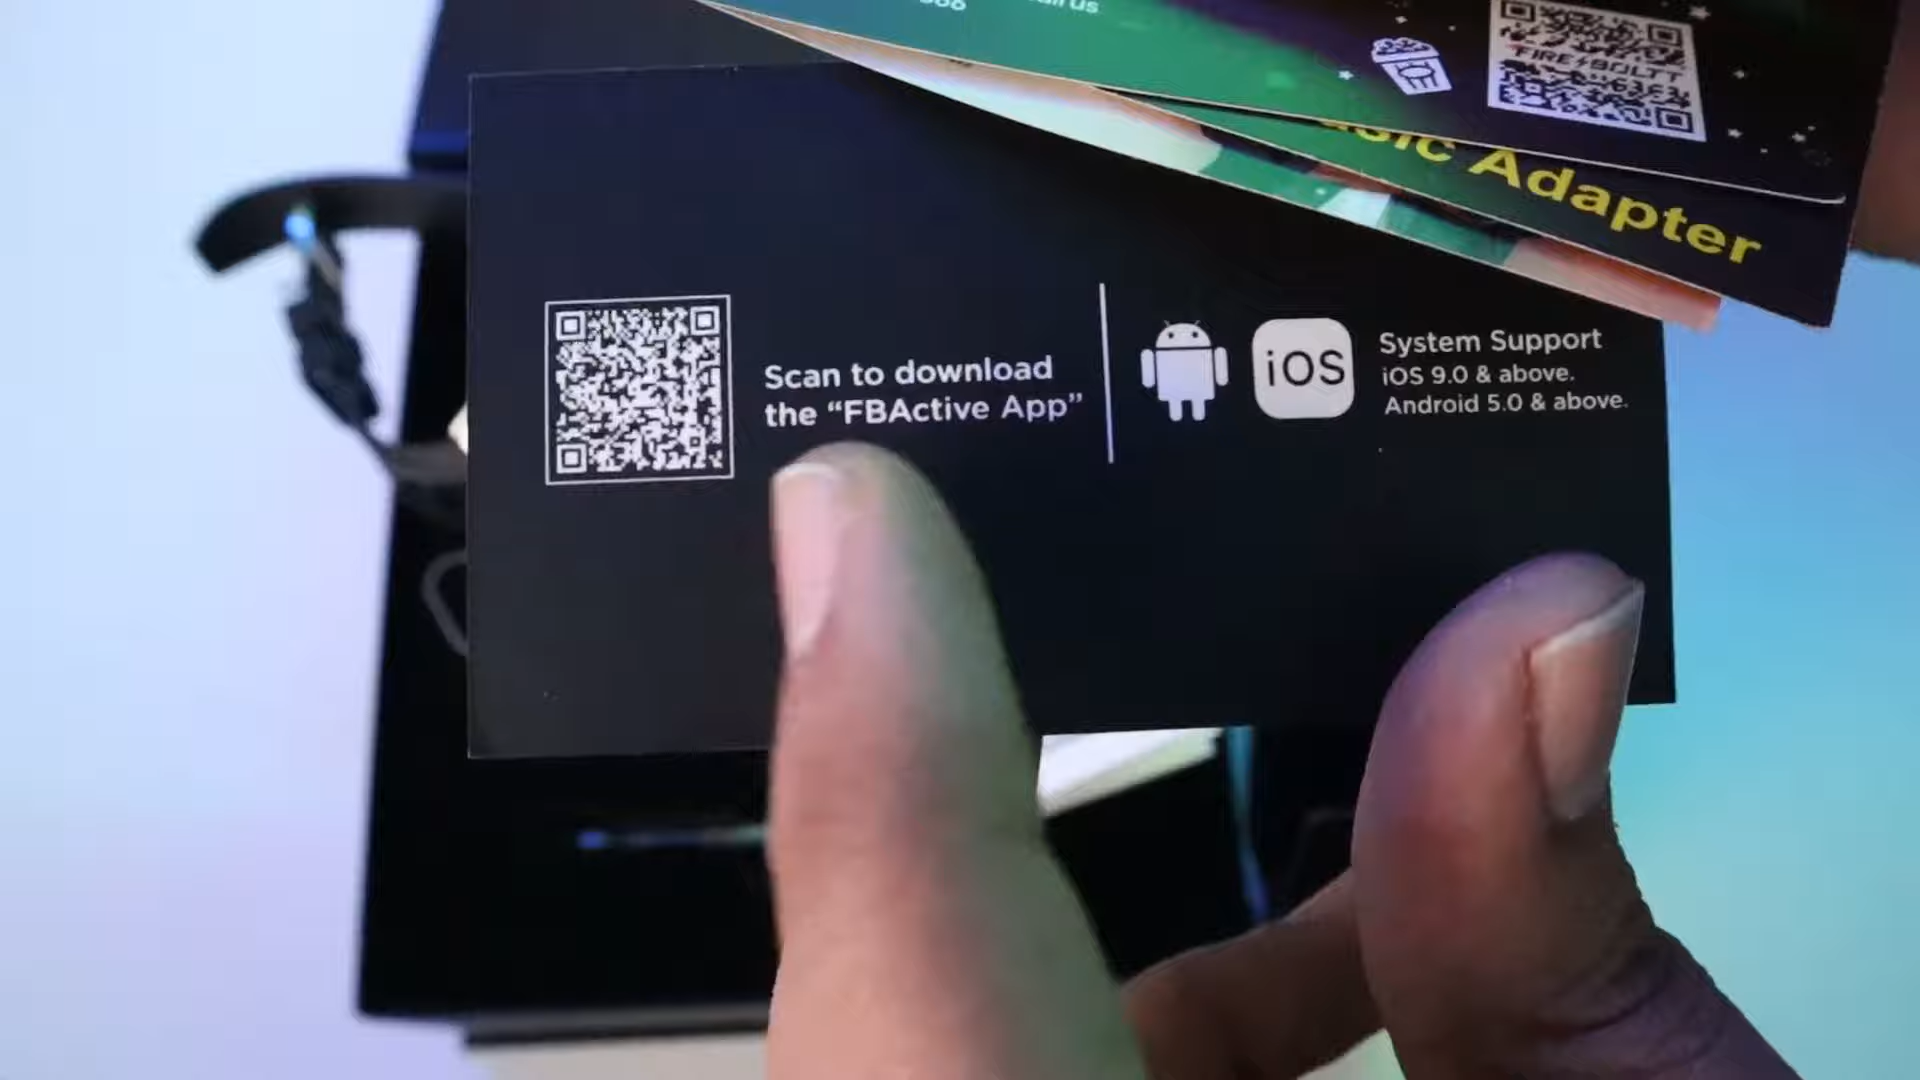 FIRE BOLTT
Adapter
Scan to download
the “FBActive App”
iOS
System Support
iOS 9.0 & above.
Android 5.0 & above.